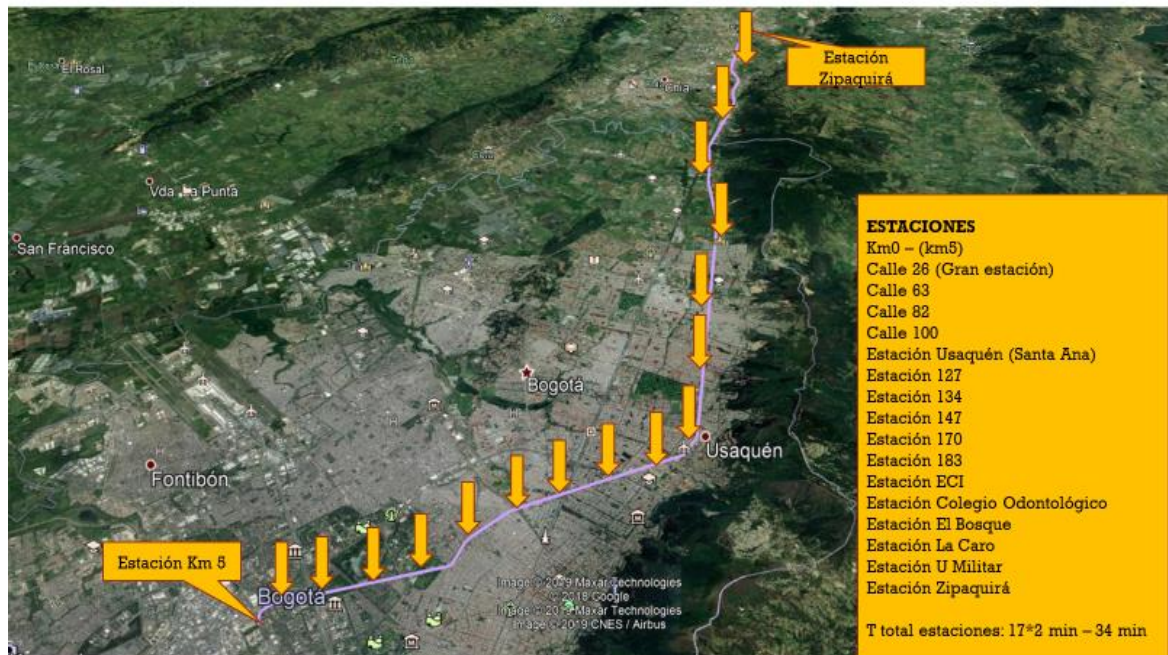 Estación
Zipaquirá
El Rosal
Chía
Vda La Punta
San Francisco
Bogotá
Usaquén
Fontibón
Estación Km 5
Bogotá
Image © 2019 Maxar Technologies
© 2018 Google
Image © 2019 Maxar Technologies
Image © 2019 CNES / Airbus
ESTACIONES
Km0 – (km5)
Calle 26 (Gran estación)
Calle 63
Calle 82
Calle 100
Estación Usaquén (Santa Ana)
Estación 127
Estación 134
Estación 147
Estación 170
Estación 183
Estación ECI
Estación Colegio Odontológico
Estación El Bosque
Estación La Caro
Estación U Militar
Estación Zipaquirá
T total estaciones: 17*2 min – 34 min